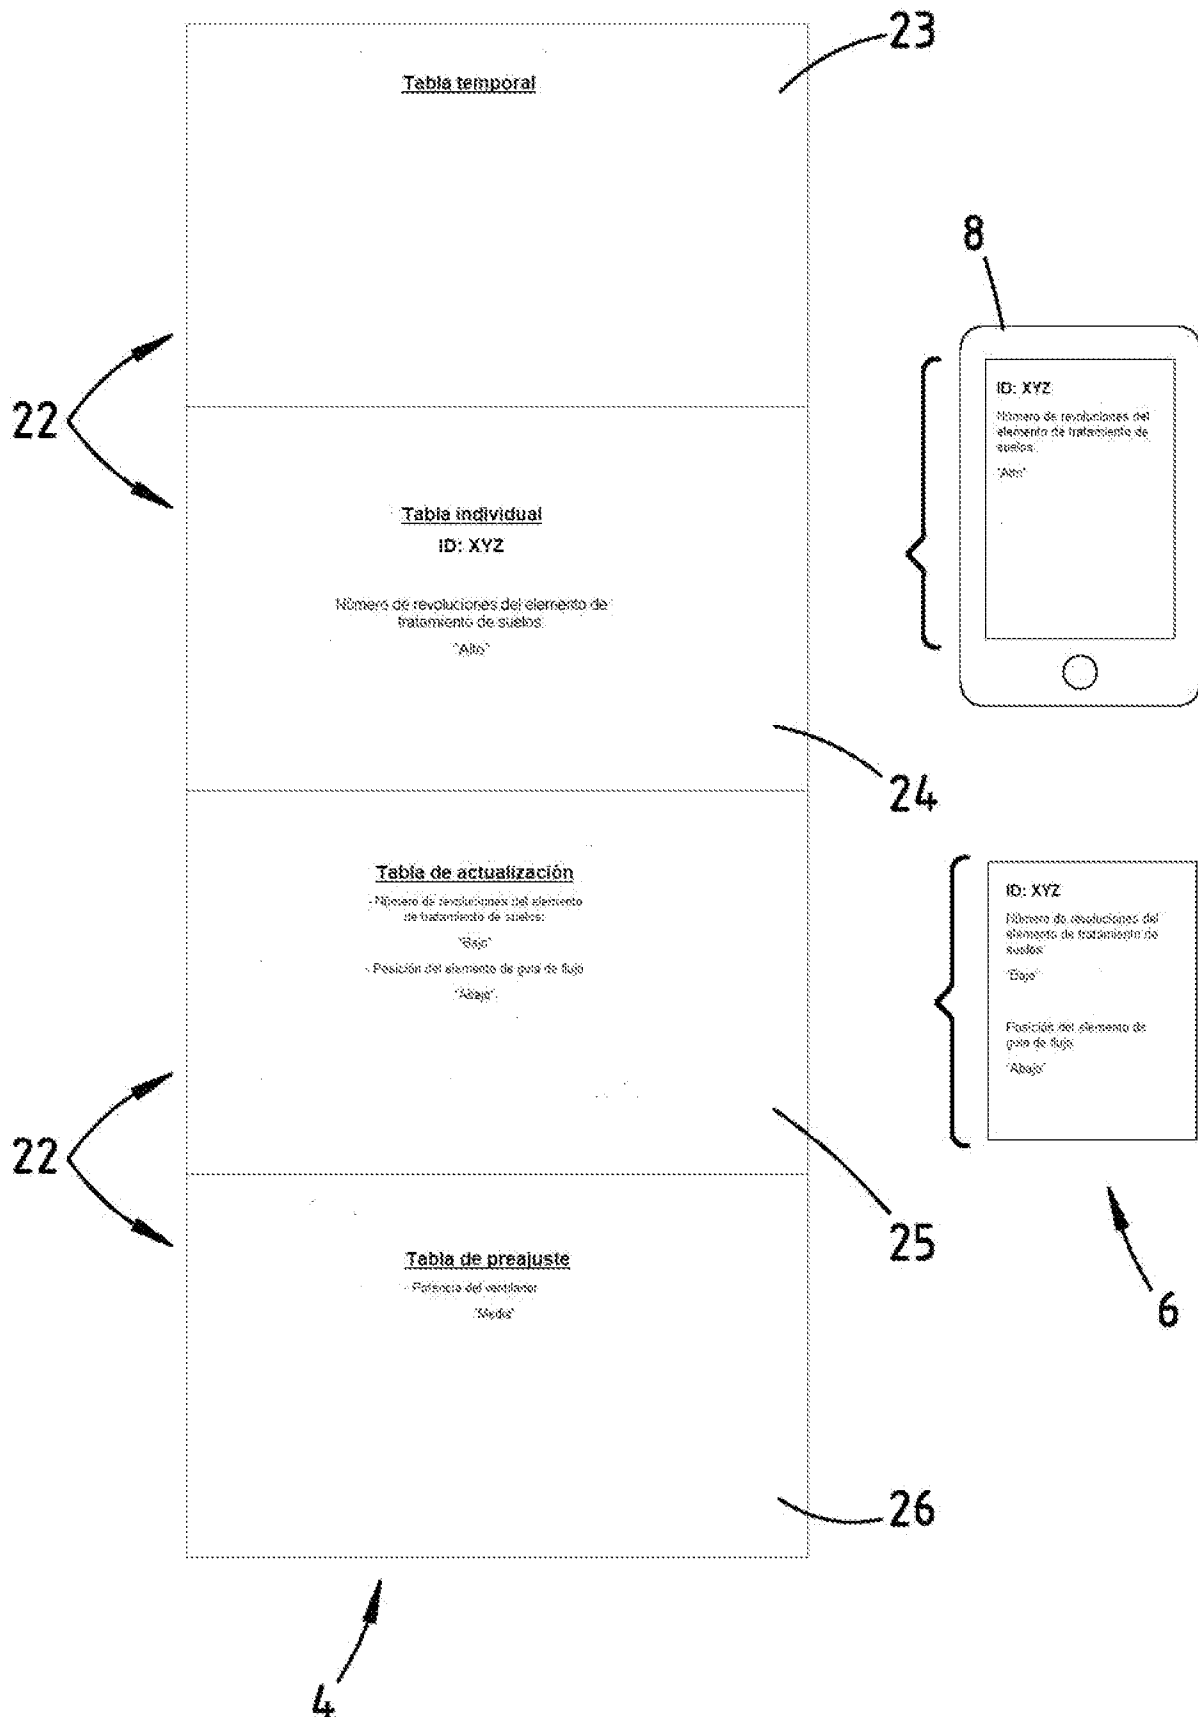 23
Tabla temporal
8
22
ID: XYZ
Número de revoluciones del
elemento de tratamiento de
suelos:
"Alto"
Tabla individual
ID: XYZ
Número de revoluciones del elemento de
tratamiento de suelos:
"Alto"
24
Tabla de actualización
- Número de revoluciones del elemento
de tratamiento de suelos:
"Bajo"
- Posición del elemento de guía de flujo
"Abajo"
ID: XYZ
Número de revoluciones del
elemento de tratamiento de
suelos:
"Bajo"
Posición del elemento de
guía de flujo
"Abajo"
22
25
Tabla de preajuste
- Potencia del ventilador
"Media"
6
26
4